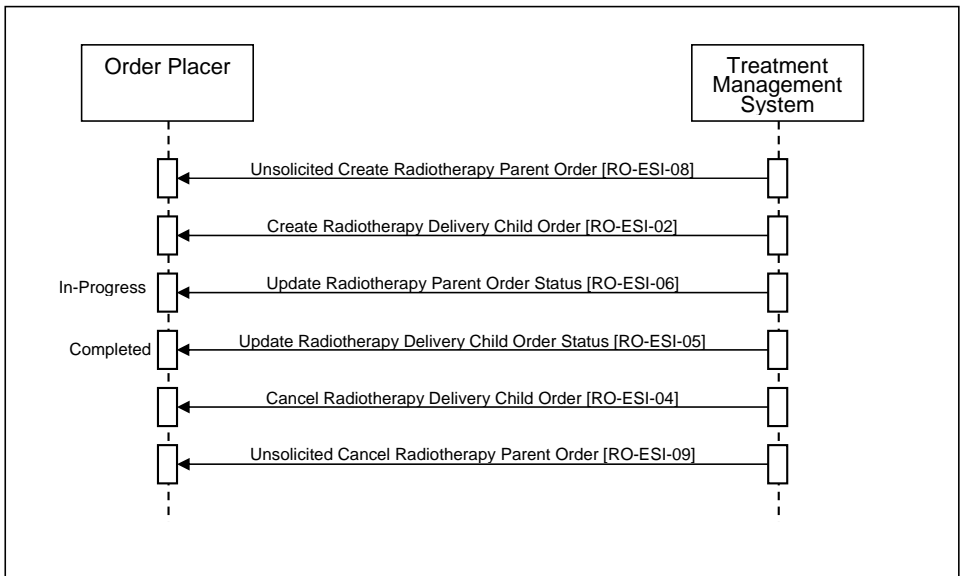 Order Placer
Treatment
Management
System
Unsolicited Create Radiotherapy Parent Order [RO-ESI-08]
Create Radiotherapy Delivery Child Order [RO-ESI-02]
In-Progress
Update Radiotherapy Parent Order Status [RO-ESI-06]
Completed
Update Radiotherapy Delivery Child Order Status [RO-ESI-05]
Cancel Radiotherapy Delivery Child Order [RO-ESI-04]
Unsolicited Cancel Radiotherapy Parent Order [RO-ESI-09]